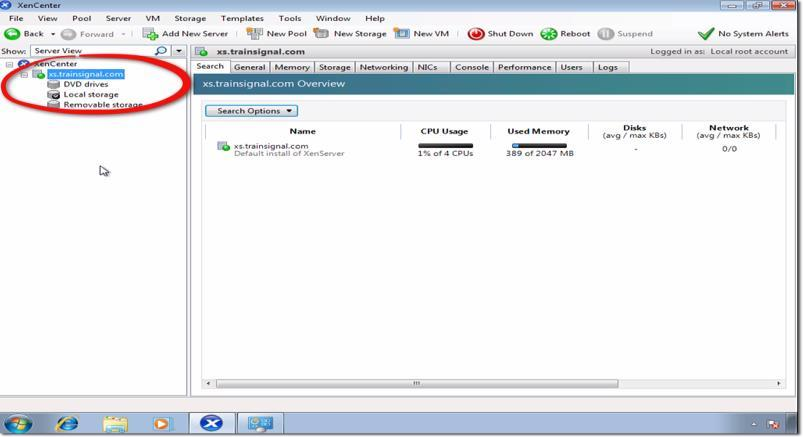 XenCenter
File View Pool Server VM Storage Templates Tools Window Help
Back Forward Add New Server New Pool New Storage New VM Shut Down Reboot Suspend No System Alerts
Show: Server View
xs.trainsignal.com Logged in as: Local root account
XenCenter
xs.trainsignal.com
DVD drives
Local storage
Removable storage
Search General Memory Storage Networking NICs Console Performance Users Logs
xs.trainsignal.com Overview
Search Options
Name CPU Usage Used Memory Disks (avg / max KBs) Network (avg / max KBs)
xs.trainsignal.com
Default install of XenServer
1% of 4 CPUs 389 of 2047 MB - 0/0